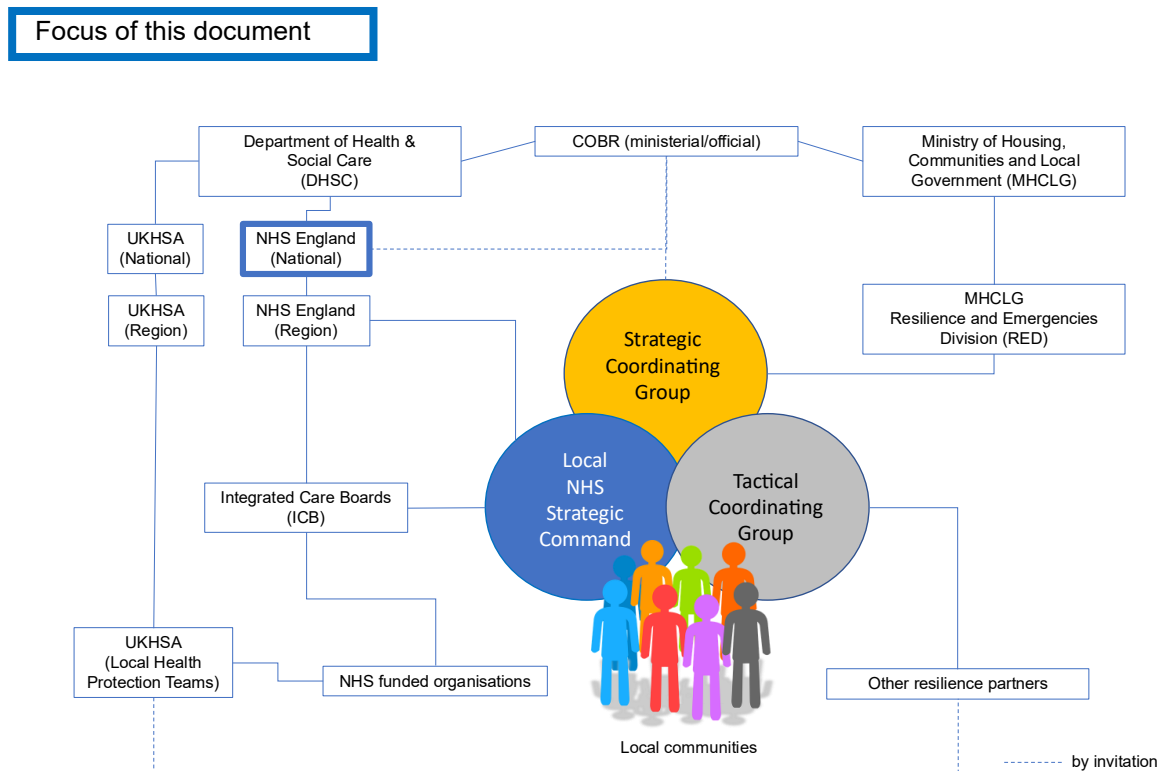 Focus of this document
Department of Health &
Social Care
(DHSC)
COBR (ministerial/official)
Ministry of Housing,
Communities and Local
Government (MHCLG)
UKHSA
(National)
NHS England
(National)
UKHSA
(Region)
NHS England
(Region)
MHCLG
Resilience and Emergencies
Division (RED)
Strategic
Coordinating
Group
Local
NHS
Strategic
Command
Tactical
Coordinating
Group
Integrated Care Boards
(ICB)
UKHSA
(Local Health
Protection Teams)
NHS funded organisations
Other resilience partners
Local communities
by invitation